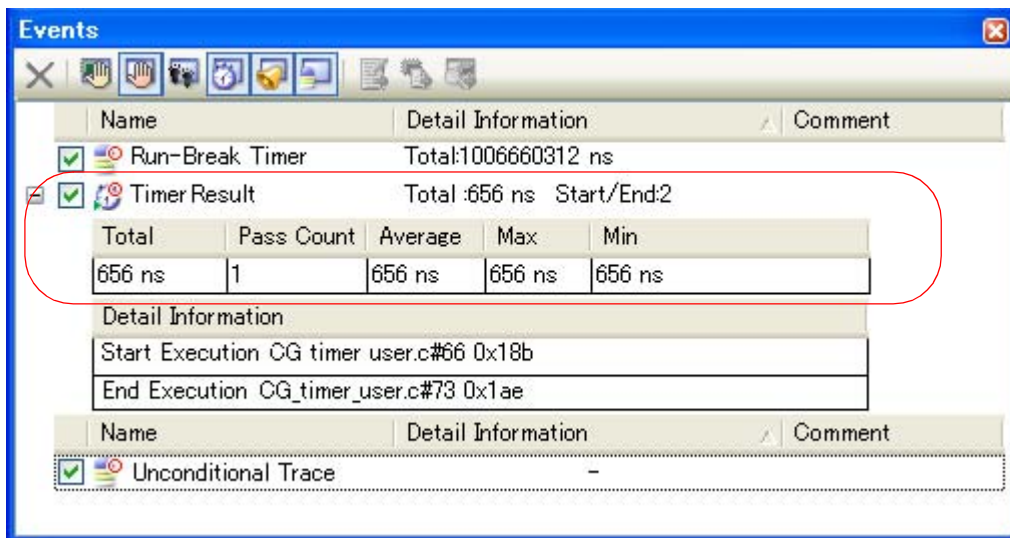 Events
Name Detail Information Comment
Run-Break Timer Total:1006660312 ns
Timer Result Total :656 ns Start/End:2
Total Pass Count Average Max Min
656 ns 1 656 ns 656 ns 656 ns
Detail Information
Start Execution CG timer user.c#66 0x18b
End Execution CG_timer_user.c#73 0x1ae
Name Detail Information Comment
Unconditional Trace -